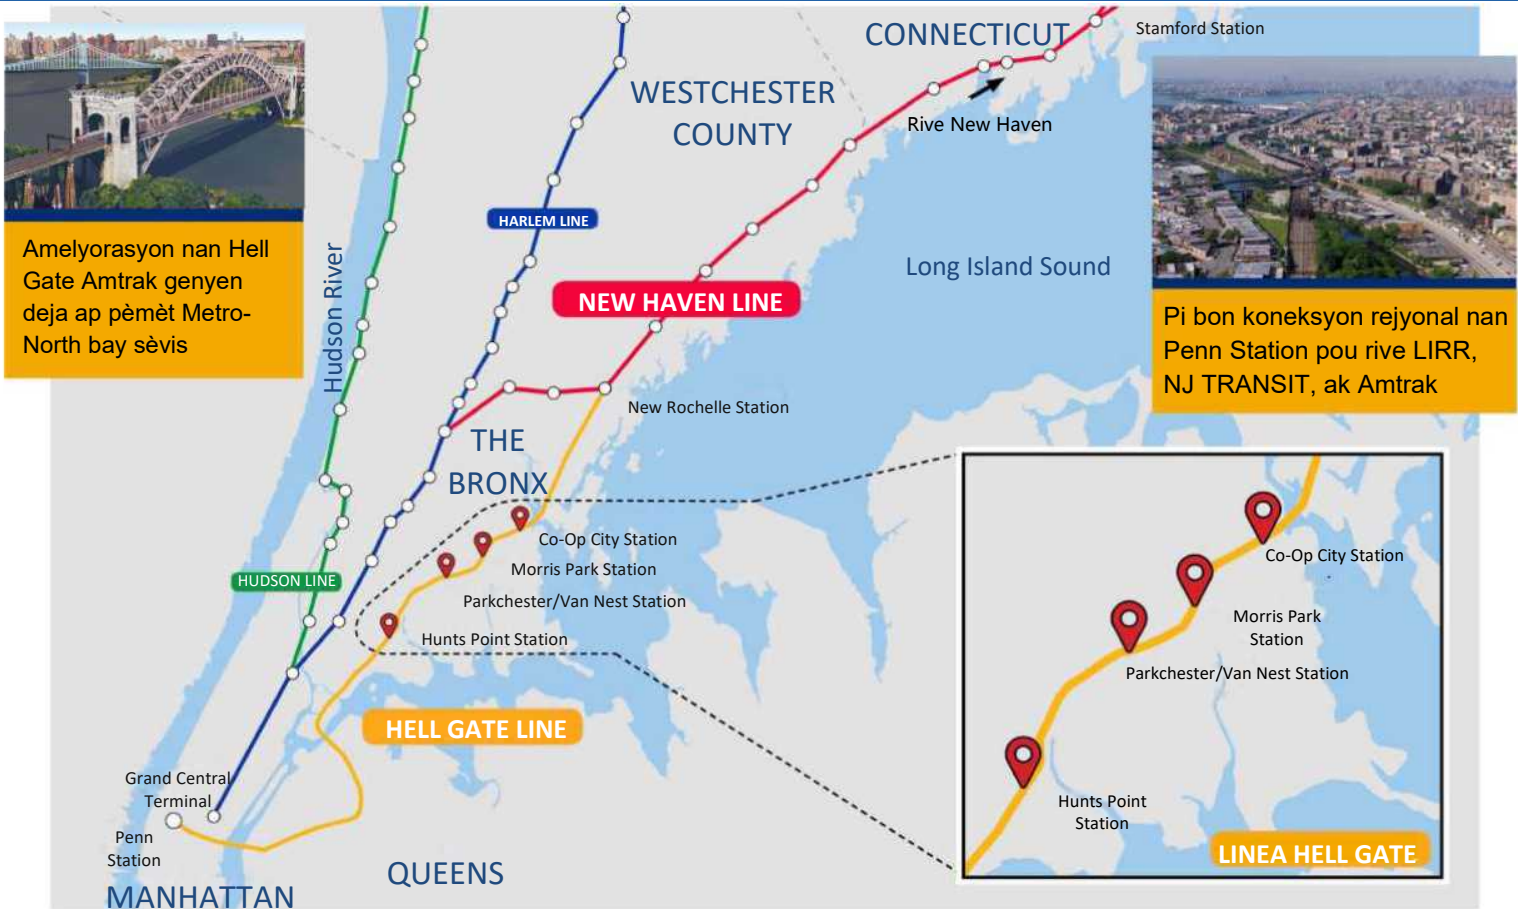 CONNECTICUT
Stamford Station
WESTCHESTER
COUNTY
Rive New Haven
HARLEM LINE
Amelyorasyon nan Hell
Gate Amtrak genyen
deja ap pèmèt Metro-
North bay sèvis
Hudson River
Long Island Sound
NEW HAVEN LINE
Pi bon koneksyon rejyonal nan
Penn Station pou rive LIRR,
NJ TRANSIT, ak Amtrak
New Rochelle Station
THE
BRONX
Co-Op City Station
Morris Park Station
Parkchester/Van Nest Station
Hunts Point Station
HUDSON LINE
HELL GATE LINE
Grand Central
Terminal
Penn
Station
MANHATTAN
QUEENS
Co-Op City Station
Morris Park
Station
Parkchester/Van Nest Station
Hunts Point
Station
LINEA HELL GATE